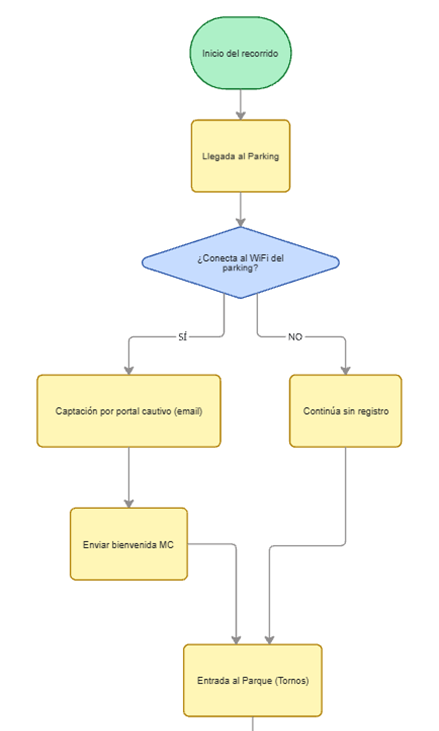 Inicio del recorrido
Llegada al Parking
¿Conecta al WiFi del
parking?
SÍ
NO
Captación por portal cautivo (email)
Continúa sin registro
Enviar bienvenida MC
Entrada al Parque (Tornos)